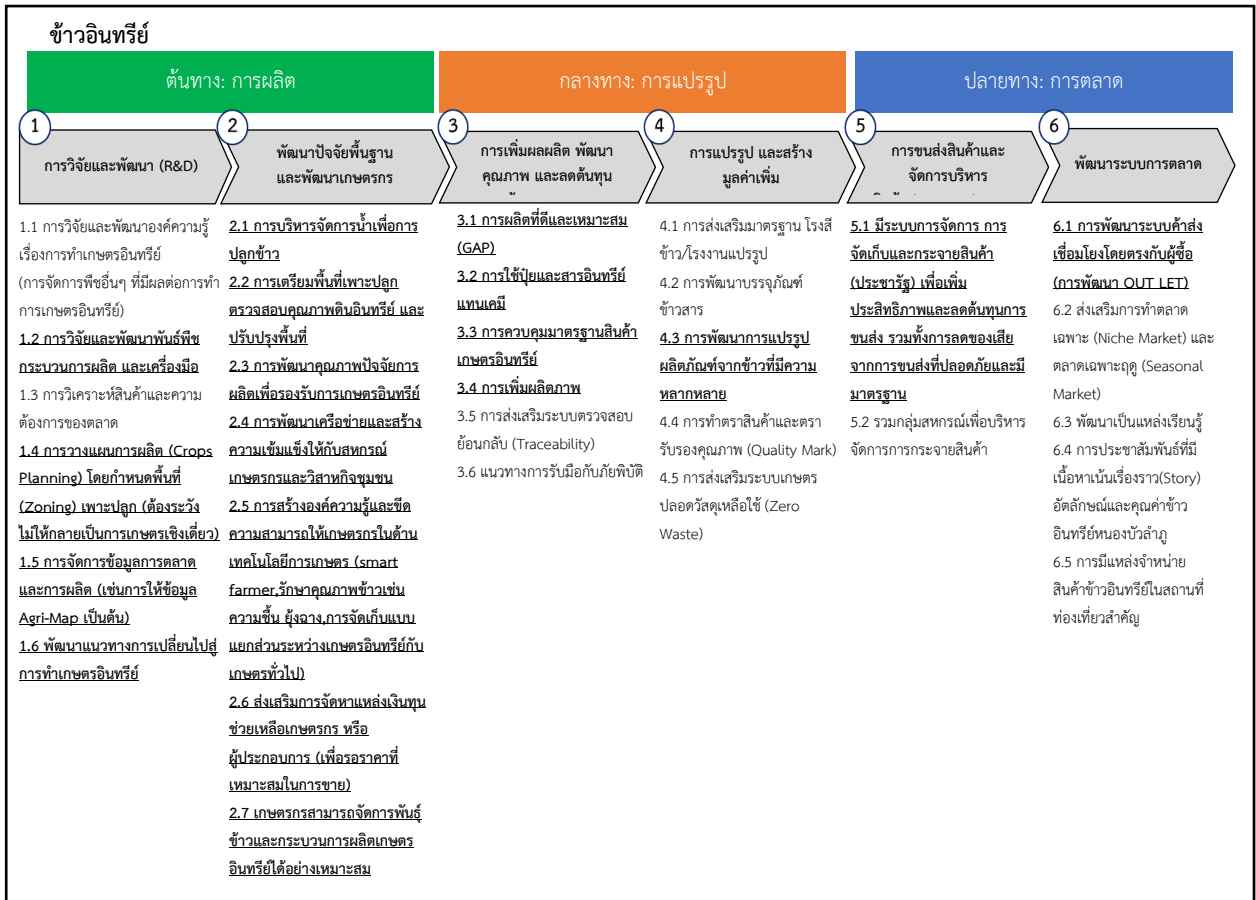 ข้าวอินทรีย์
ต้นทาง: การผลิต
กลางทาง: การแปรรูป
ปลายทาง: การตลาด
1
การวิจัยและพัฒนา (R&D)
2
พัฒนาปัจจัยพื้นฐาน
และพัฒนาเกษตรกร
3
การเพิ่มผลผลิต พัฒนา
คุณภาพ และลดต้นทุน
4
การแปรรูป และสร้าง
มูลค่าเพิ่ม
5
การขนส่งสินค้าและ
จัดการบริหาร
6
พัฒนาระบบการตลาด
1.1 การวิจัยและพัฒนาองค์ความรู้
เรื่องการทำเกษตรอินทรีย์
(การจัดการพืชอื่นๆ ที่มีผลต่อการทำ
การเกษตรอินทรีย์)
1.2 การวิจัยและพัฒนาพันธุ์พืช
กระบวนการผลิต และเครื่องมือ
1.3 การวิเคราะห์สินค้าและความ
ต้องการของตลาด
1.4 การวางแผนการผลิต (Crops
Planning) โดยกำหนดพื้นที่
(Zoning) เพาะปลูก (ต้องระวัง
ไม่ให้กลายเป็นการเกษตรเชิงเดี่ยว)
1.5 การจัดการข้อมูลการตลาด
และการผลิต (เช่นการให้ข้อมูล
Agri-Map เป็นต้น)
1.6 พัฒนาแนวทางการเปลี่ยนไปสู่
การทำเกษตรอินทรีย์
2.1 การบริหารจัดการน้ำเพื่อการ
ปลูกข้าว
2.2 การเตรียมพื้นที่เพาะปลูก
ตรวจสอบคุณภาพดินอินทรีย์ และ
ปรับปรุงพื้นที่
2.3 การพัฒนาคุณภาพปัจจัยการ
ผลิตเพื่อรองรับการเกษตรอินทรีย์
2.4 การพัฒนาเครือข่ายและสร้าง
ความเข้มแข็งให้กับสหกรณ์
เกษตรกรและวิสาหกิจชุมชน
2.5 การสร้างองค์ความรู้และขีด
ความสามารถให้เกษตรกรในด้าน
เทคโนโลยีการเกษตร (smart
farmer,รักษาคุณภาพข้าวเช่น
ความชื้น ยุ้งฉาง,การจัดเก็บแบบ
แยกส่วนระหว่างเกษตรอินทรีย์กับ
เกษตรทั่วไป)
2.6 ส่งเสริมการจัดหาแหล่งเงินทุน
ช่วยเหลือเกษตรกร หรือ
ผู้ประกอบการ (เพื่อรอราคาที่
เหมาะสมในการขาย)
2.7 เกษตรกรสามารถจัดการพันธุ์
ข้าวและกระบวนการผลิตเกษตร
อินทรีย์ได้อย่างเหมาะสม
3.1 การผลิตที่ดีและเหมาะสม
(GAP)
3.2 การใช้ปุ๋ยและสารอินทรีย์
แทนเคมี
3.3 การควบคุมมาตรฐานสินค้า
เกษตรอินทรีย์
3.4 การเพิ่มผลิตภาพ
3.5 การส่งเสริมระบบตรวจสอบ
ย้อนกลับ (Traceability)
3.6 แนวทางการรับมือกับภัยพิบัติ
4.1 การส่งเสริมมาตรฐาน โรงสี
ข้าว/โรงงานแปรรูป
4.2 การพัฒนาบรรจุภัณฑ์
ข้าวสาร
4.3 การพัฒนาการแปรรูป
ผลิตภัณฑ์จากข้าวที่มีความ
หลากหลาย
4.4 การทำตราสินค้าและตรา
รับรองคุณภาพ (Quality Mark)
4.5 การส่งเสริมระบบเกษตร
ปลอดวัสดุเหลือใช้ (Zero
Waste)
5.1 มีระบบการจัดการ การ
จัดเก็บและกระจายสินค้า
(ประชารัฐ) เพื่อเพิ่ม
ประสิทธิภาพและลดต้นทุนการ
ขนส่ง รวมทั้งการลดของเสีย
จากการขนส่งที่ปลอดภัยและมี
มาตรฐาน
5.2 รวมกลุ่มสหกรณ์เพื่อบริหาร
จัดการการกระจายสินค้า
6.1 การพัฒนาระบบค้าส่ง
เชื่อมโยงโดยตรงกับผู้ซื้อ
(การพัฒนา OUT LET)
6.2 ส่งเสริมการทำตลาด
เฉพาะ (Niche Market) และ
ตลาดเฉพาะฤดู (Seasonal
Market)
6.3 พัฒนาเป็นแหล่งเรียนรู้
6.4 การประชาสัมพันธ์ที่มี
เนื้อหาเน้นเรื่องราว(Story)
อัตลักษณ์และคุณค่าข้าว
อินทรีย์หนองบัวลำภู
6.5 การมีแหล่งจำหน่าย
สินค้าข้าวอินทรีย์ในสถานที่
ท่องเที่ยวสำคัญ